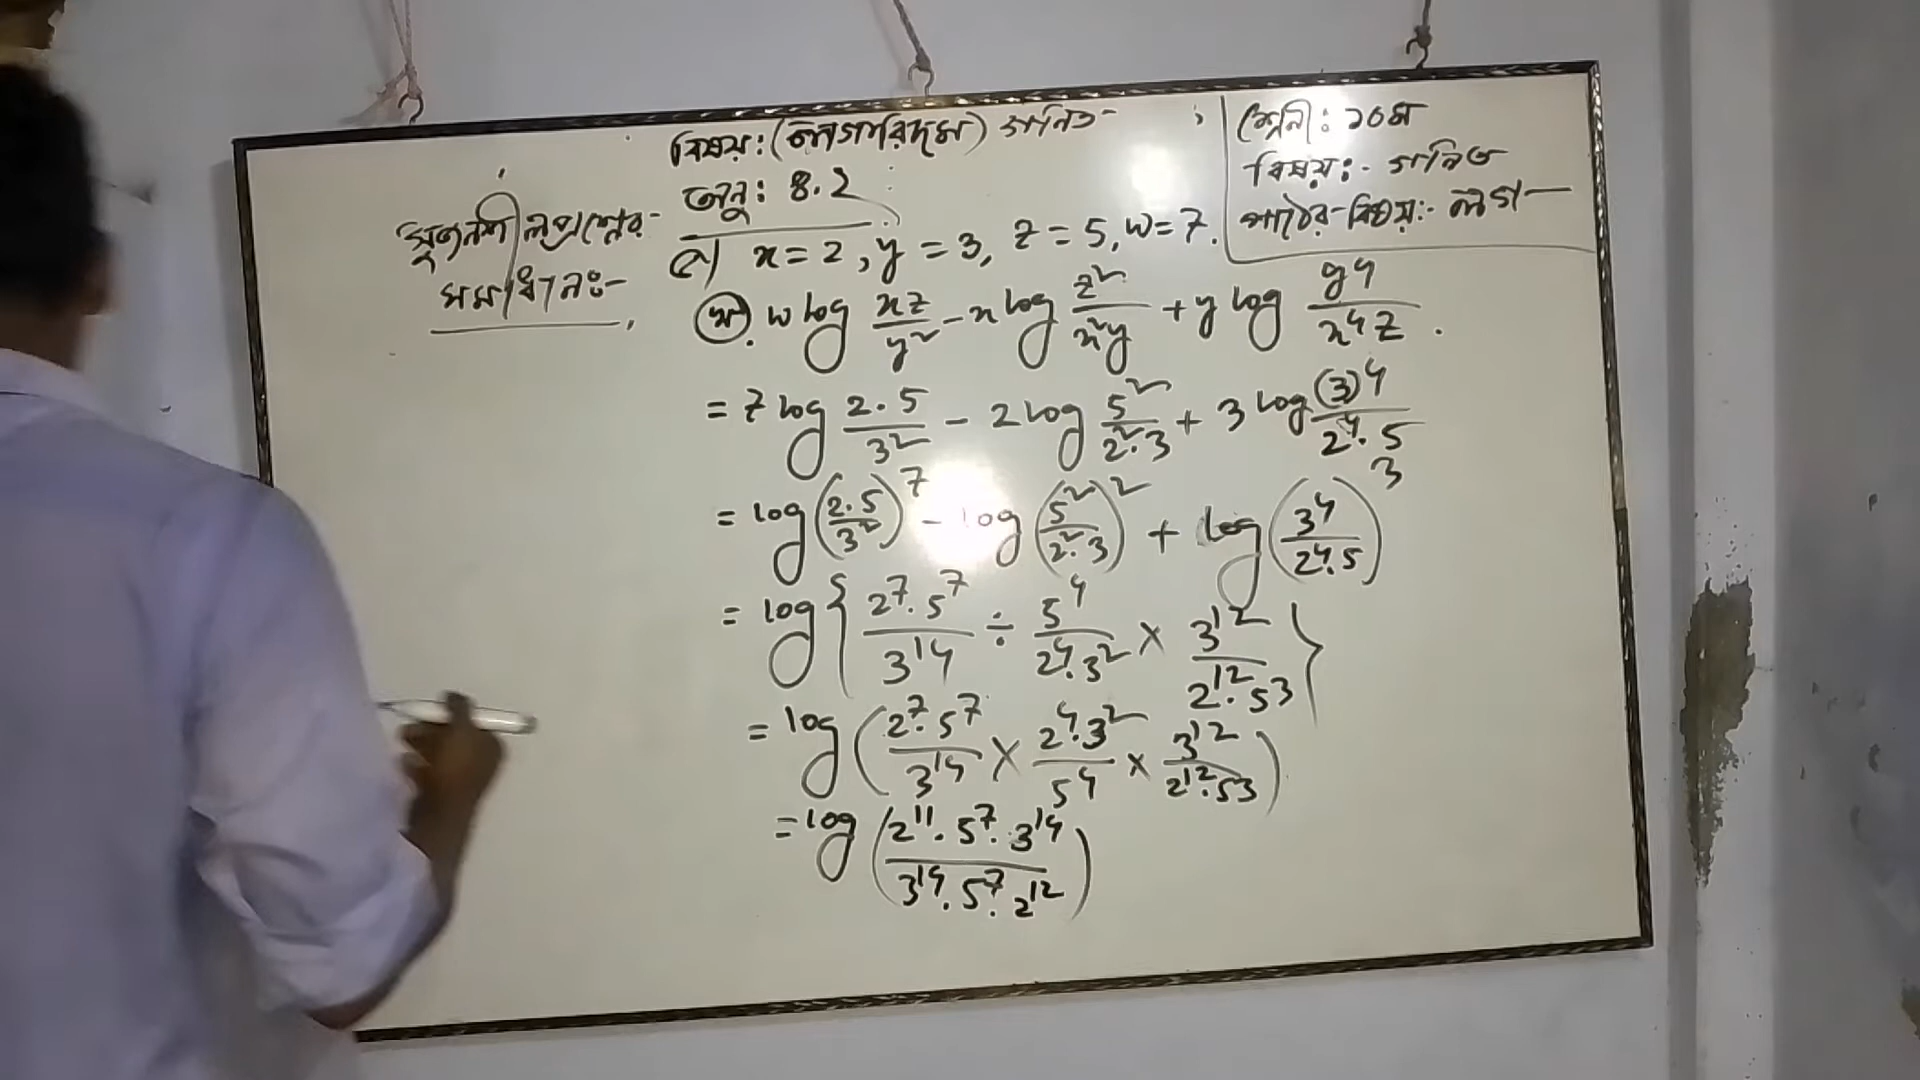 বিষয়: (লগারিদম) গনিত
শ্রেনী: ১০ম
বিষয়:- গনিত
পাঠের-বিষয়:- লগ
অনু: ৪.২
সৃজনশীল প্রশ্নের-
সমাধান:-
x = 2, y = 3, z = 5, w = 7.
w log xz/y² - x log z²/x²y + y log y⁴/x⁴z .
= 7 log 2.5/3² - 2 log 5²/2².3 + 3 log (3)⁴/2⁴.5
= log (2.5/3²)⁷ - log (5²/2².3)² + log (3⁴/2⁴.5)³
= log { 2⁷.5⁷/3¹⁴ ÷ 5⁴/2⁴.3² × 3¹²/2¹².5³ }
= log ( 2⁷.5⁷/3¹⁴ × 2⁴.3²/5⁴ × 3¹²/2¹².5³ )
= log ( 2¹¹.5⁷.3¹⁴/3¹⁴.5⁷.2¹² )